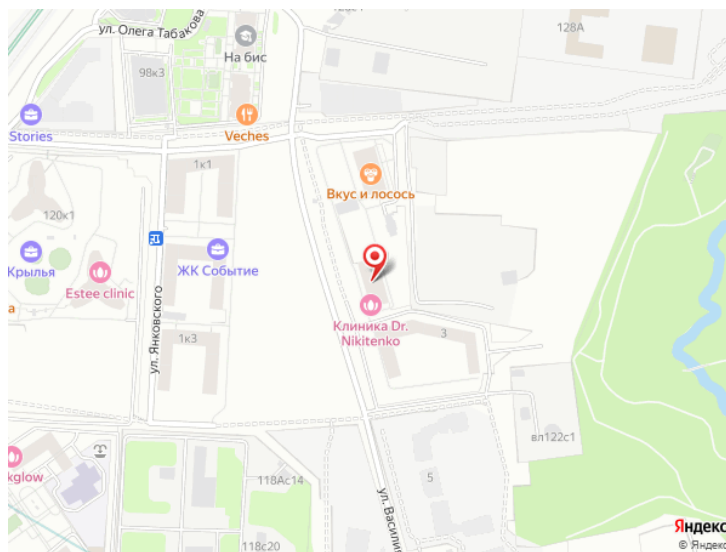 ул. Олега Табакова
На бис
128А
98к3
Stories
Veches
1к1
Вкус и лосось
120к1
Крылья
ЖК Событие
Estee clinic
а
ул. Янковского
Клиника Dr.
Nikitenko
1к3
3
вл122с1
kglow
118Ас14
5
ул. Васили
118с20
Яндекс
© Яндекс